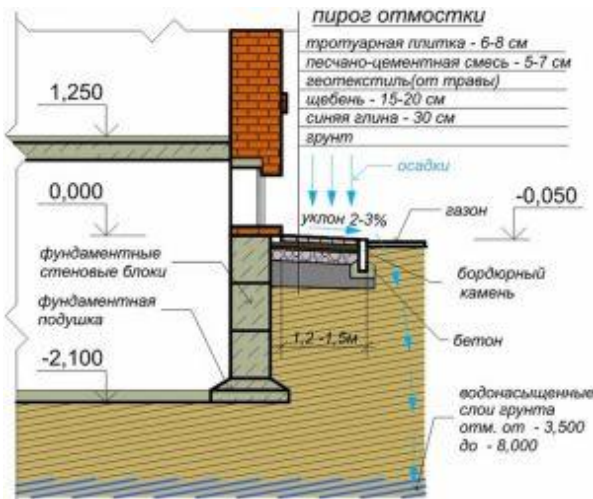 пирог отмостки
тротуарная плитка - 6-8 см
песчано-цементная смесь - 5-7 см
геотекстиль(от травы)
щебень - 15-20 см
синяя глина - 30 см
грунт
1,250
осадки
0,000
уклон 2-3%
газон
-0,050
фундаментные
стеновые блоки
бордюрный
камень
фундаментная
подушка
1,2 -1,5м
бетон
-2,100
водонасыщенные
слои грунта
отм. от - 3,500
до - 8,000